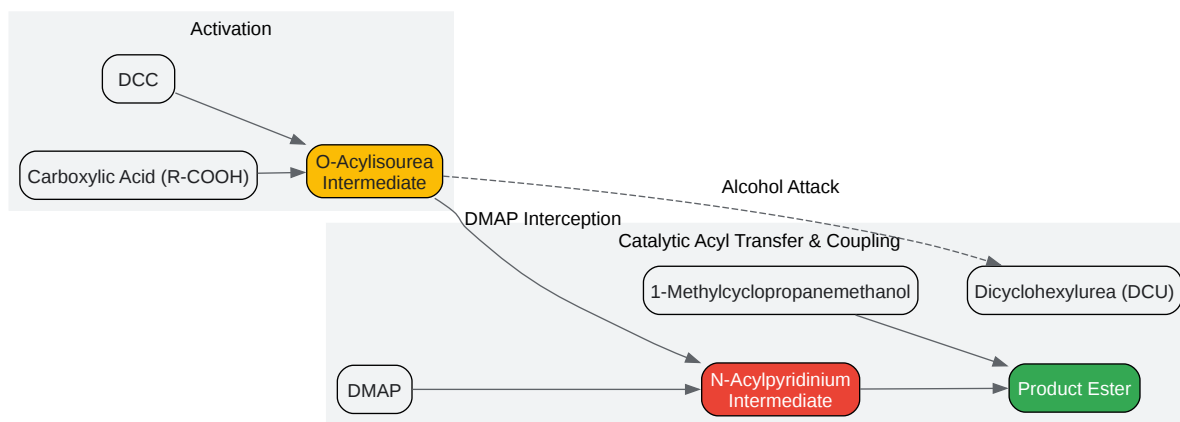 Activation
DCC
Carboxylic Acid (R-COOH)
O-Acylisourea
Intermediate
Alcohol Attack
DMAP Interception
Catalytic Acyl Transfer & Coupling
1-Methylcyclopropanemethanol
Dicyclohexylurea (DCU)
DMAP
N-Acylpyridinium
Intermediate
Product Ester